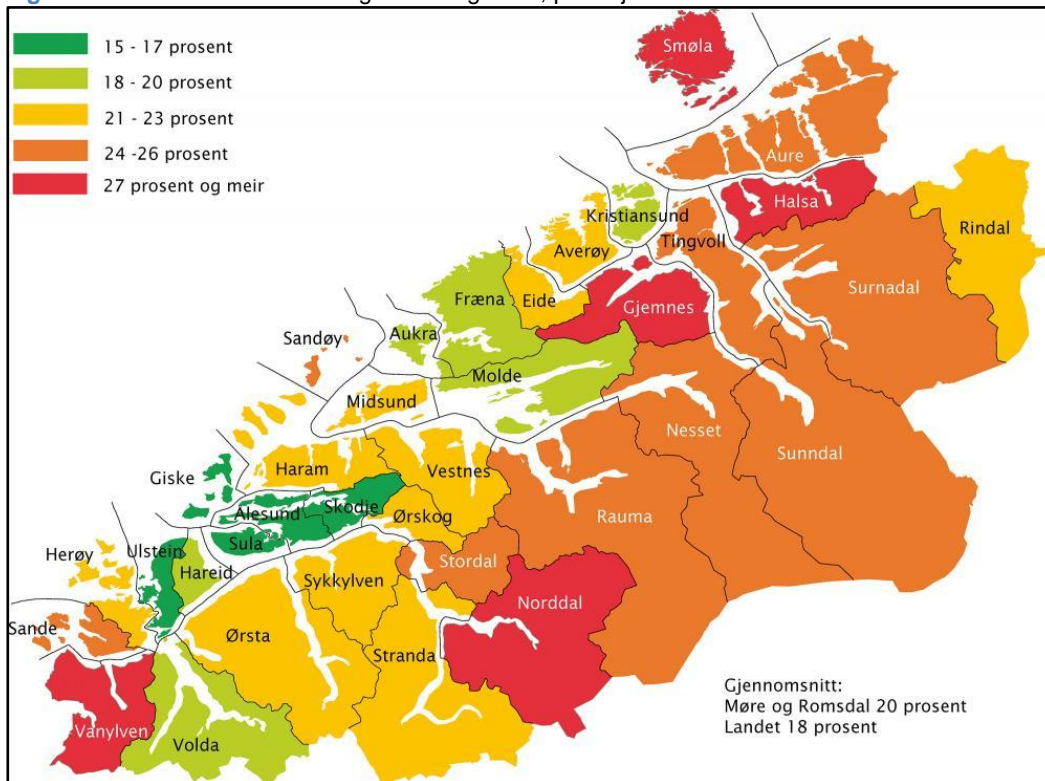 15 - 17 prosent
18 - 20 prosent
21 - 23 prosent
24 -26 prosent
27 prosent og meir
Smøla
Aure
Halsa
Rindal
Kristiansund
Tingvoll
Averøy
Surnadal
Fræna
Eide
Gjemnes
Aukra
Sandøy
Molde
Midsund
Nesset
Sunndal
Vestnes
Haram
Giske
Rauma
Ålesund
Skodje
Ørskog
Sula
Stordal
Herøy
Ulstein
Hareid
Sykkylven
Norddal
Sande
Ørsta
Stranda
Vanylven
Volda
Gjennomsnitt:
Møre og Romsdal 20 prosent
Landet 18 prosent